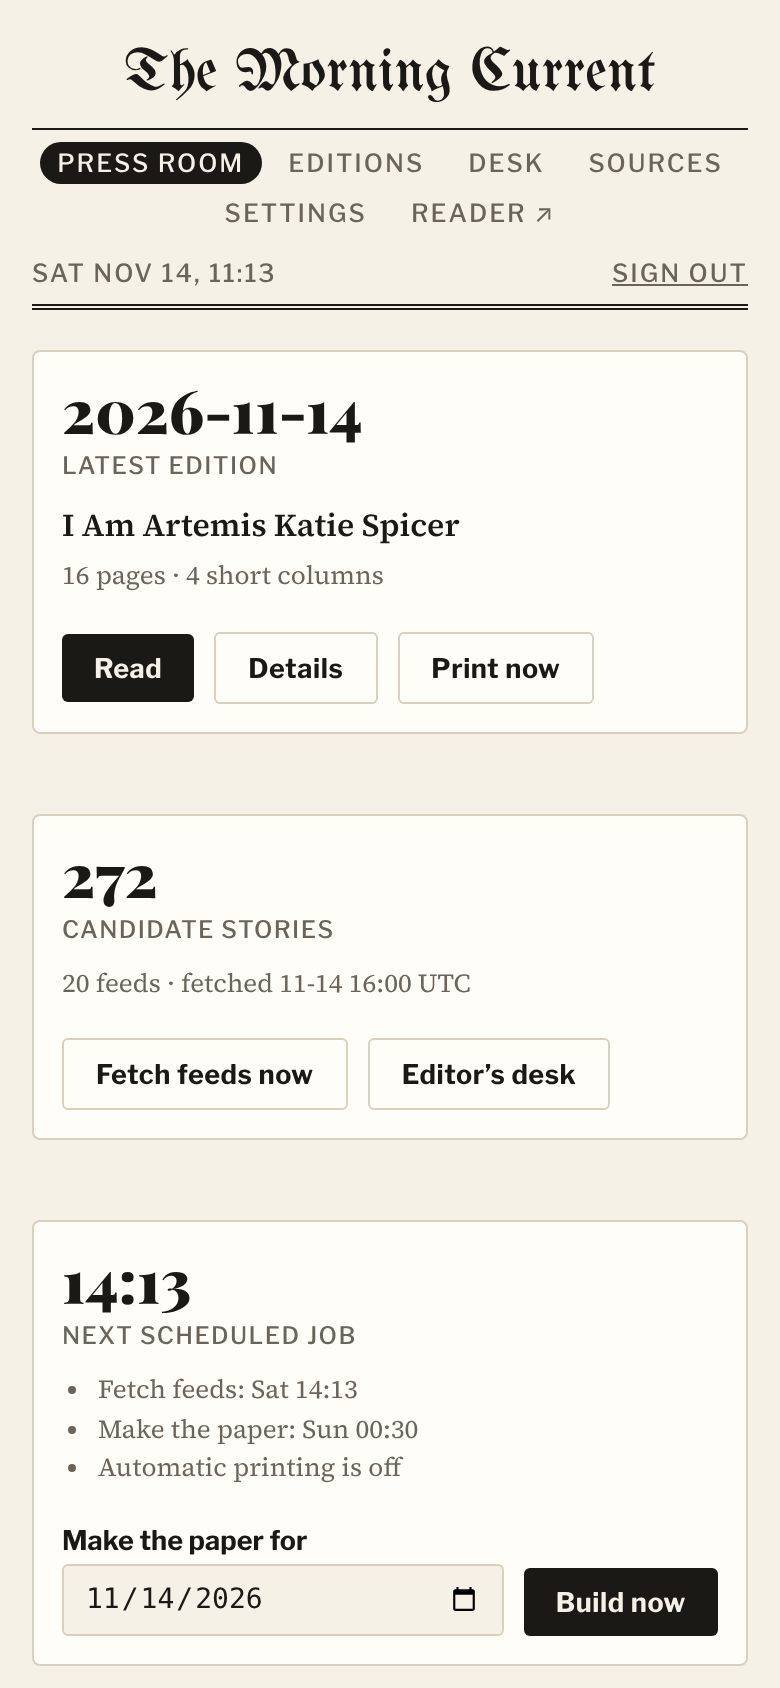 The Morning Current
PRESS ROOM EDITIONS DESK SOURCES
SETTINGS READER ↗
SAT NOV 14, 11:13 SIGN OUT
2026-11-14
LATEST EDITION
I Am Artemis Katie Spicer
16 pages · 4 short columns
Read Details Print now
272
CANDIDATE STORIES
20 feeds · fetched 11-14 16:00 UTC
Fetch feeds now Editor’s desk
14:13
NEXT SCHEDULED JOB
• Fetch feeds: Sat 14:13
• Make the paper: Sun 00:30
• Automatic printing is off
Make the paper for
11/14/2026 Build now